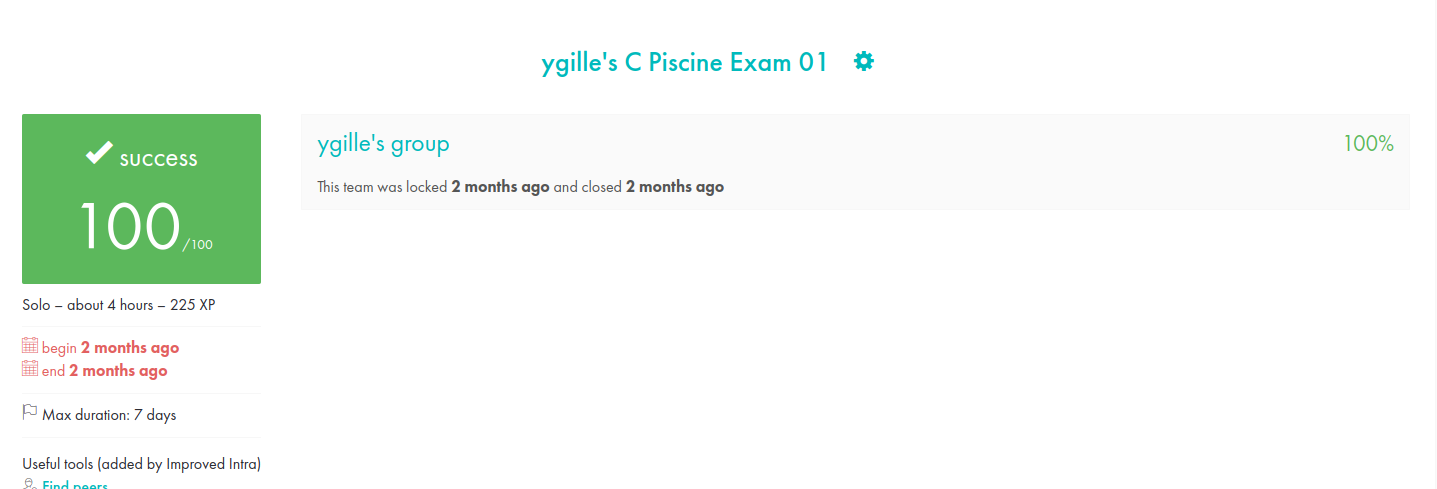 ygille's C Piscine Exam 01
success
100/100
Solo – about 4 hours – 225 XP
begin 2 months ago
end 2 months ago
Max duration: 7 days
Useful tools (added by Improved Intra)
Find peers
ygille's group
100%
This team was locked 2 months ago and closed 2 months ago